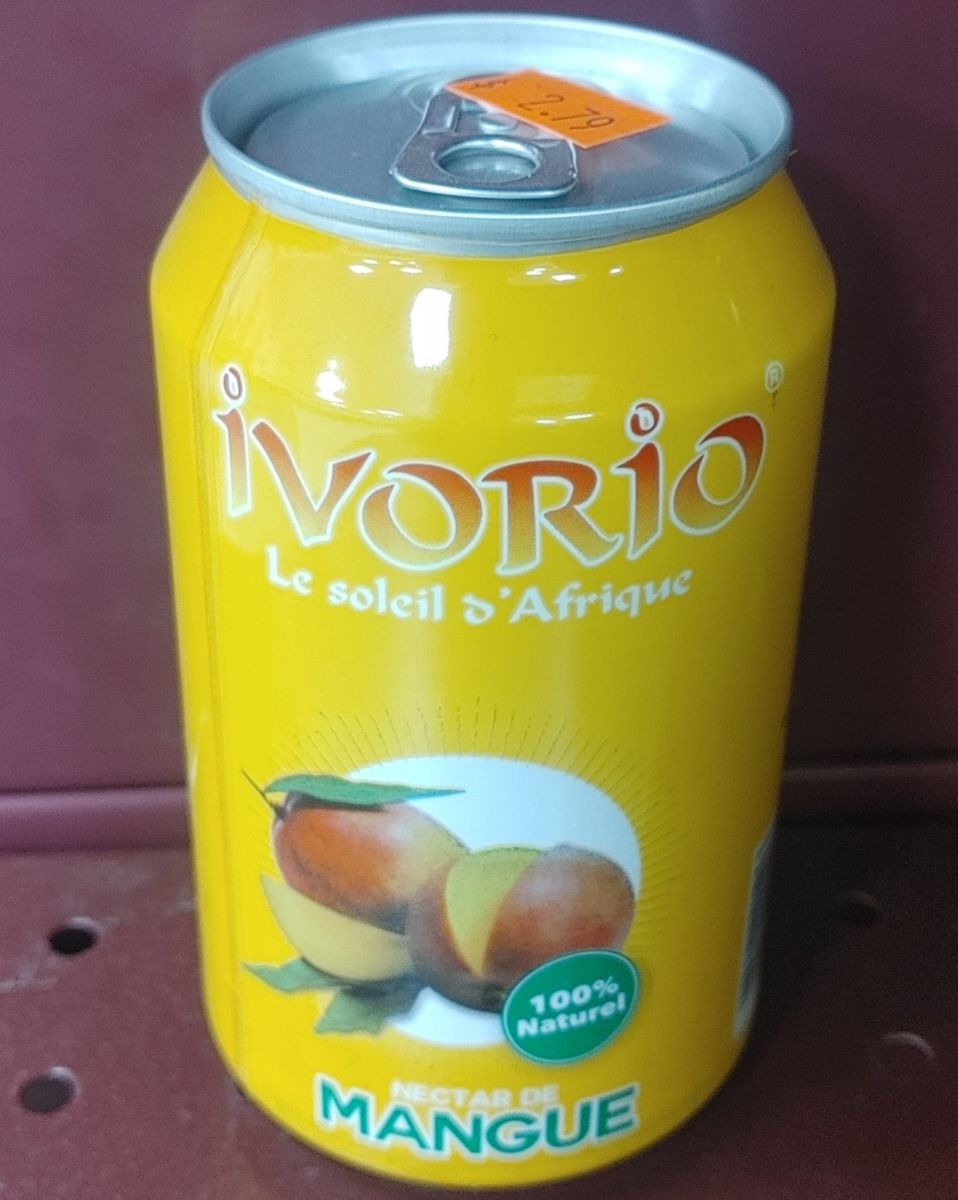 $ 2.79
ivorio®
Le soleil d'Afrique
100%
Naturel
NECTAR DE
MANGUE